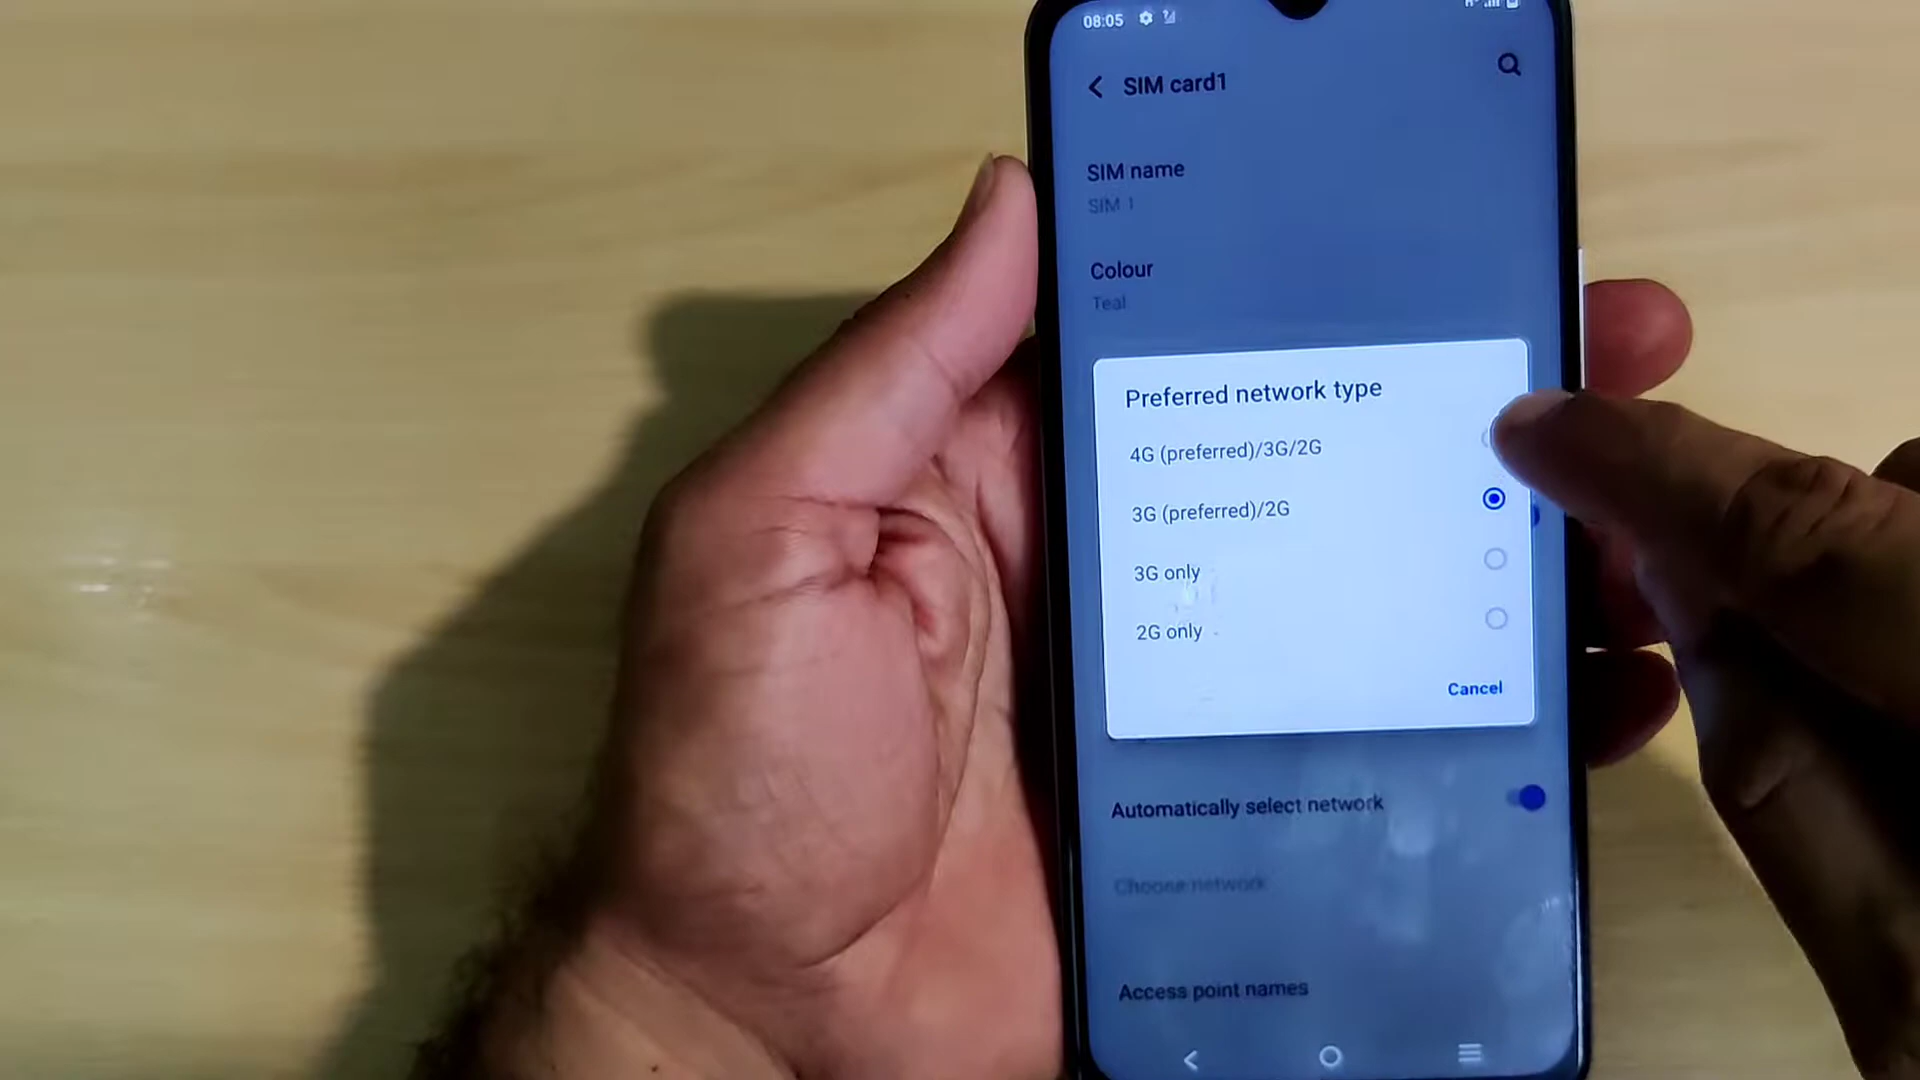 08:05
SIM card1
SIM name
SIM 1
Colour
Teal
Preferred network type
4G (preferred)/3G/2G
3G (preferred)/2G
3G only
2G only
Cancel
Automatically select network
Choose network
Access point names